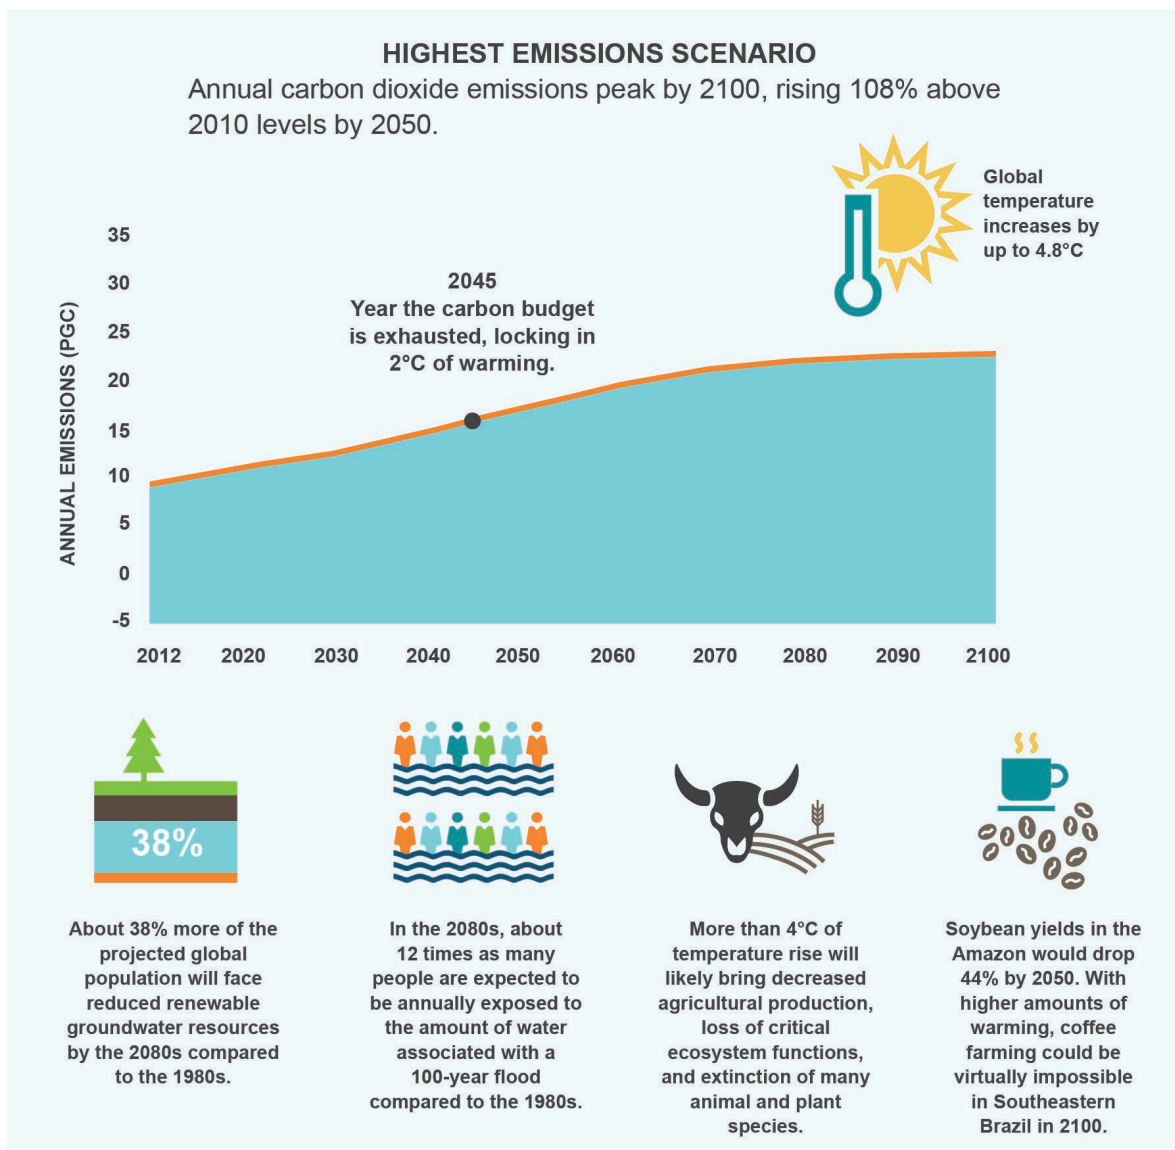 HIGHEST EMISSIONS SCENARIO
Annual carbon dioxide emissions peak by 2100, rising 108% above
2010 levels by 2050.
Global
temperature
increases by
up to 4.8°C
2045
Year the carbon budget
is exhausted, locking in
2°C of warming.
ANNUAL EMISSIONS (PGC)
35
30
25
20
15
10
5
0
-5
2012 2020 2030 2040 2050 2060 2070 2080 2090 2100
38%
About 38% more of the
projected global
population will face
reduced renewable
groundwater resources
by the 2080s compared
to the 1980s.
In the 2080s, about
12 times as many
people are expected to
be annually exposed to
the amount of water
associated with a
100-year flood
compared to the 1980s.
More than 4°C of
temperature rise will
likely bring decreased
agricultural production,
loss of critical
ecosystem functions,
and extinction of many
animal and plant
species.
Soybean yields in the
Amazon would drop
44% by 2050. With
higher amounts of
warming, coffee
farming could be
virtually impossible
in Southeastern
Brazil in 2100.